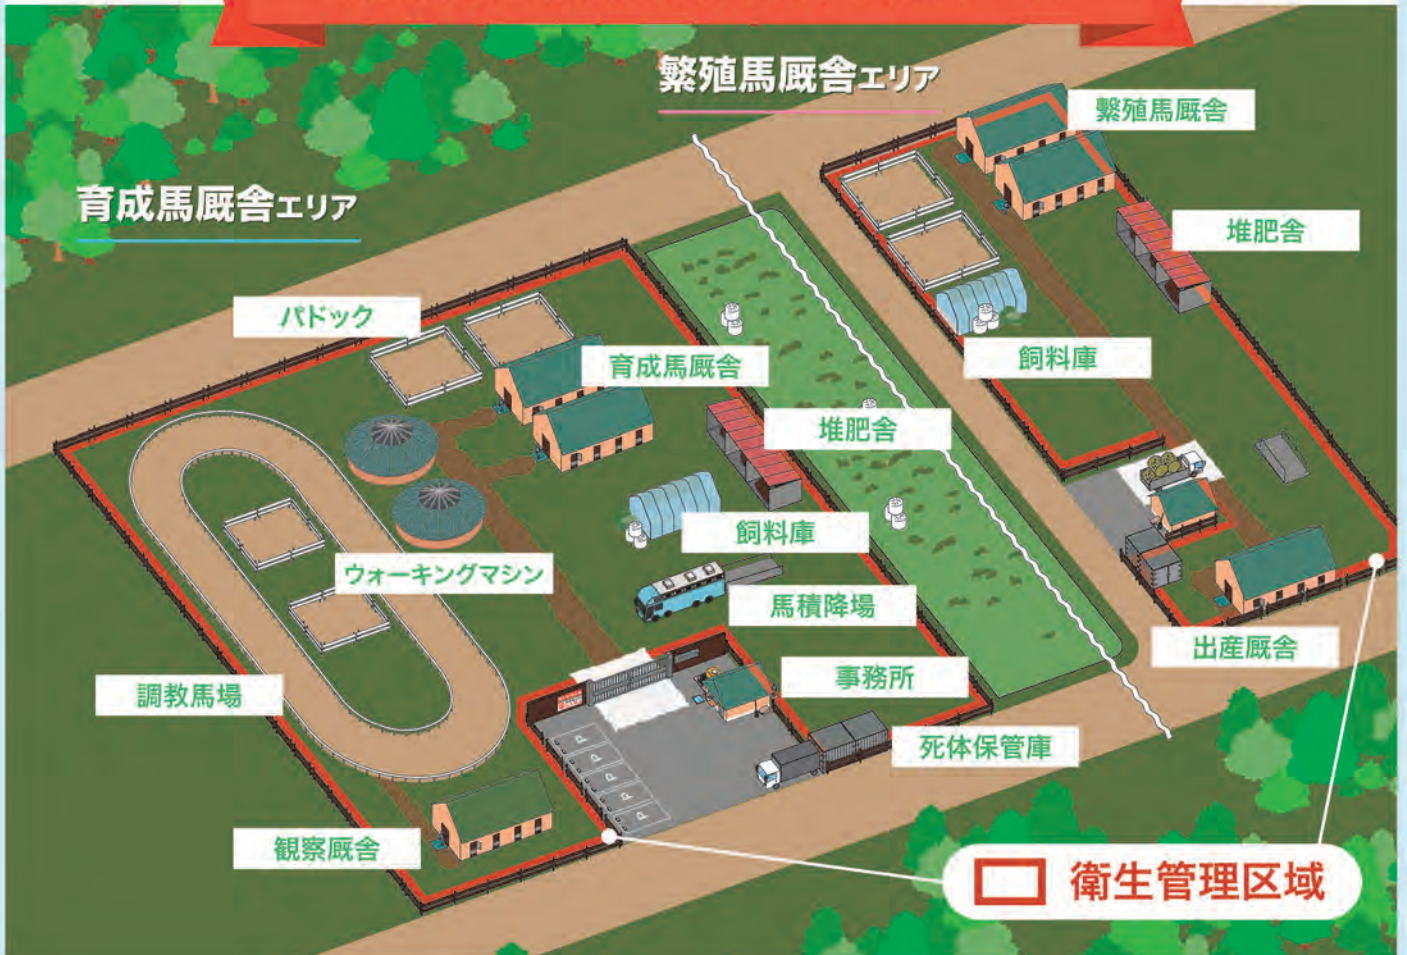 繁殖馬厩舎エリア
繫殖馬厩舎
育成馬厩舎エリア
堆肥舎
パドック
飼料庫
育成馬厩舎
堆肥舎
飼料庫
ウォーキングマシン
馬積降場
出産厩舎
事務所
調教馬場
死体保管庫
P
P
P
P
P
観察厩舎
衛生管理区域